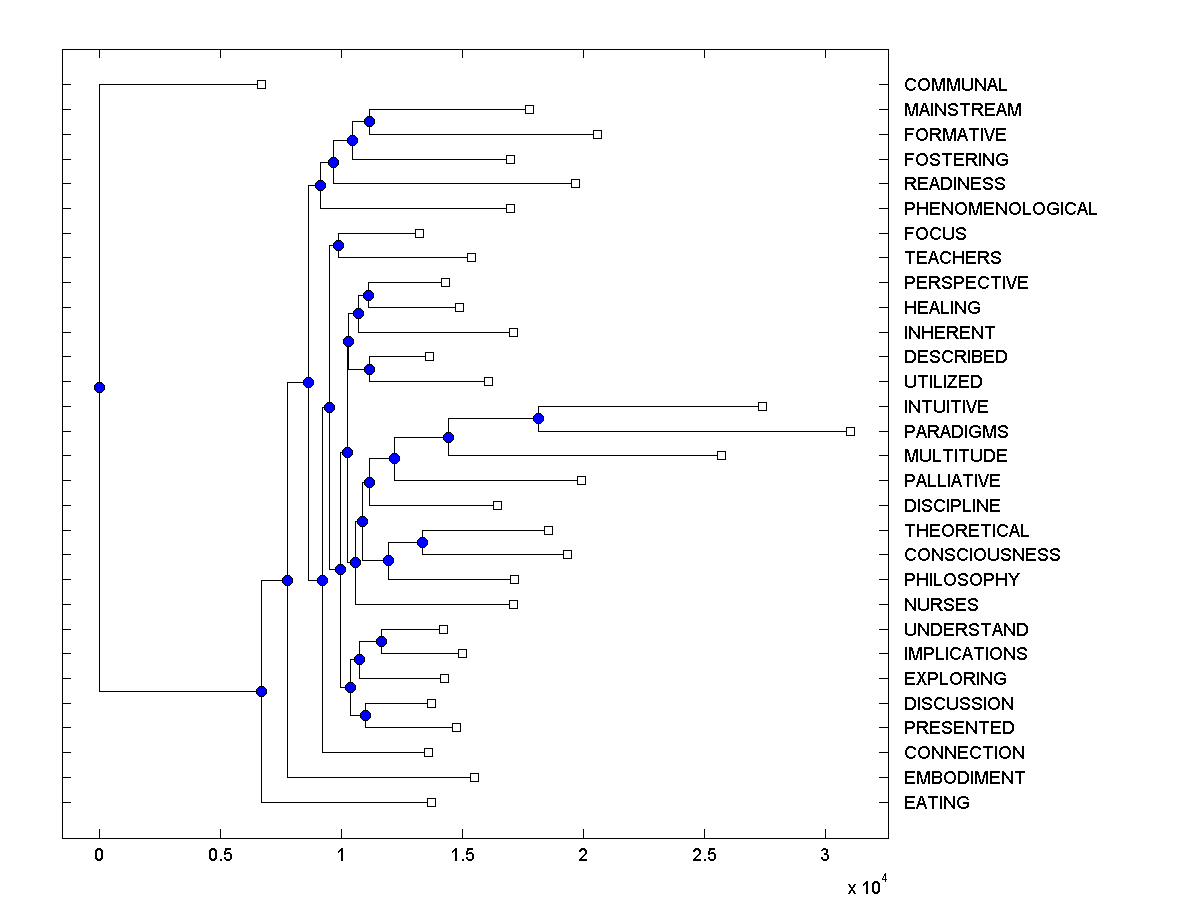 COMMUNAL
MAINSTREAM
FORMATIVE
FOSTERING
READINESS
PHENOMENOLOGICAL
FOCUS
TEACHERS
PERSPECTIVE
HEALING
INHERENT
DESCRIBED
UTILIZED
INTUITIVE
PARADIGMS
MULTITUDE
PALLIATIVE
DISCIPLINE
THEORETICAL
CONSCIOUSNESS
PHILOSOPHY
NURSES
UNDERSTAND
IMPLICATIONS
EXPLORING
DISCUSSION
PRESENTED
CONNECTION
EMBODIMENT
EATING
0 0.5 1 1.5 2 2.5 3
x 10^4